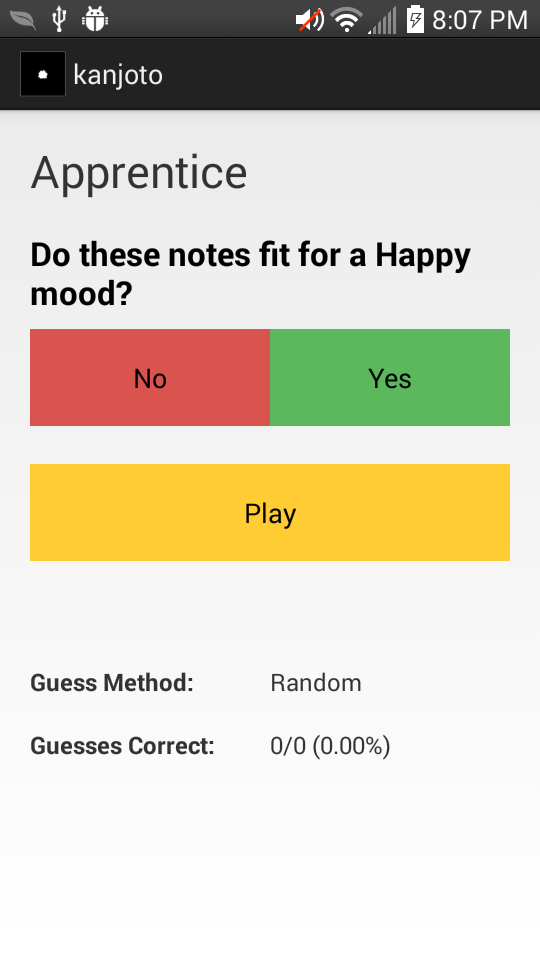 8:07 PM
kanjoto
Apprentice
Do these notes fit for a Happy
mood?
No Yes
Play
Guess Method: Random
Guesses Correct: 0/0 (0.00%)